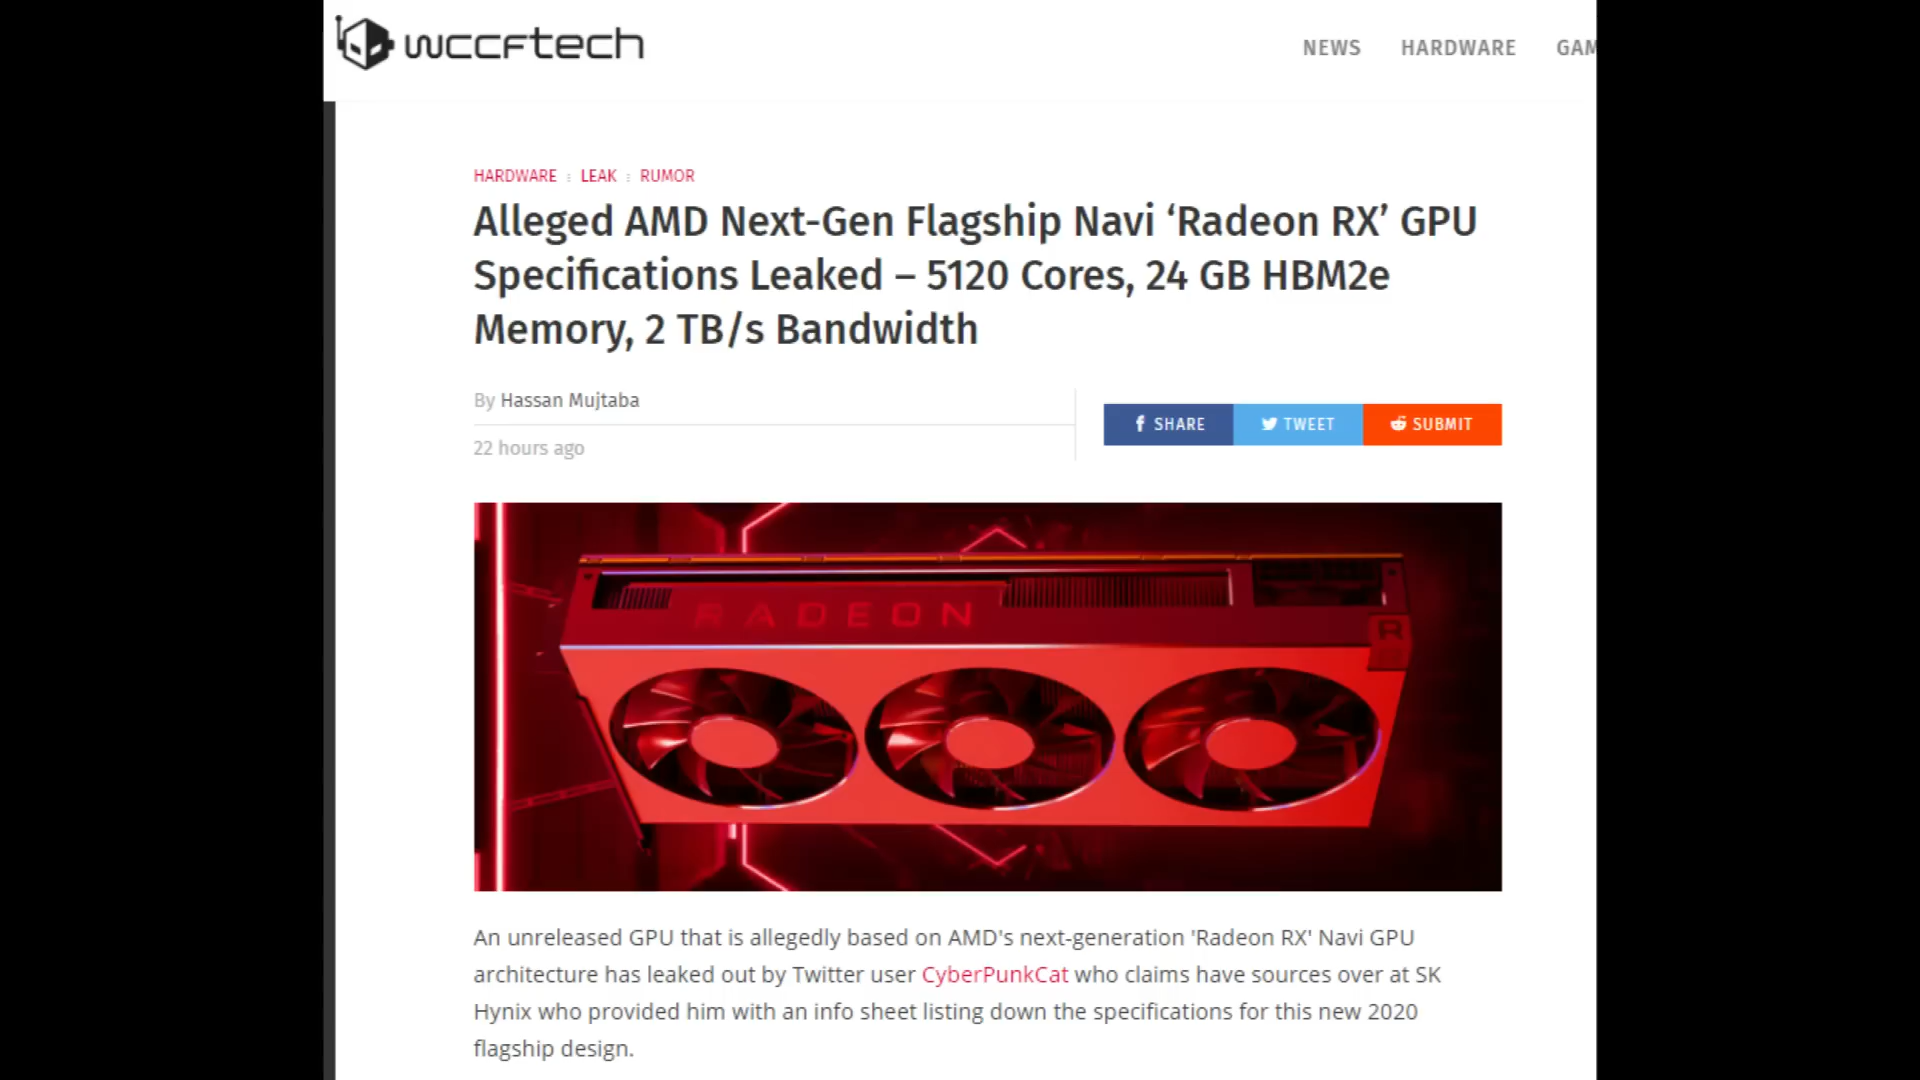 wccftech
NEWS HARDWARE GAM
HARDWARE : LEAK : RUMOR
Alleged AMD Next-Gen Flagship Navi ‘Radeon RX’ GPU
Specifications Leaked – 5120 Cores, 24 GB HBM2e
Memory, 2 TB/s Bandwidth
By Hassan Mujtaba
22 hours ago
SHARE TWEET SUBMIT
RADEON
R
An unreleased GPU that is allegedly based on AMD's next-generation 'Radeon RX' Navi GPU
architecture has leaked out by Twitter user CyberPunkCat who claims have sources over at SK
Hynix who provided him with an info sheet listing down the specifications for this new 2020
flagship design.